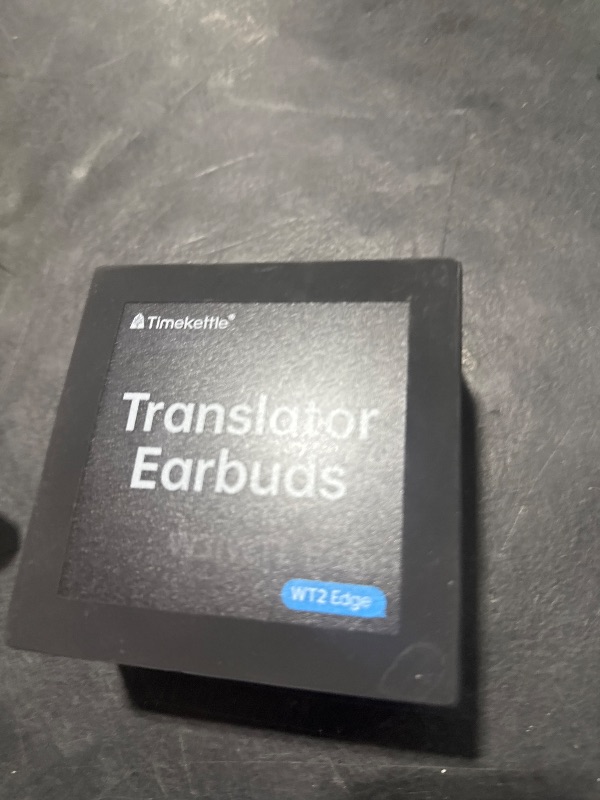 Timekettle®
Translator
Earbuds
WT2 Edge